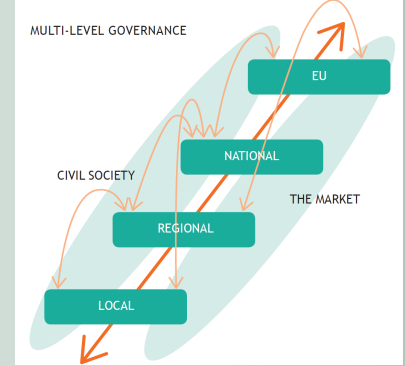 MULTI-LEVEL GOVERNANCE
EU
NATIONAL
CIVIL SOCIETY
THE MARKET
REGIONAL
LOCAL